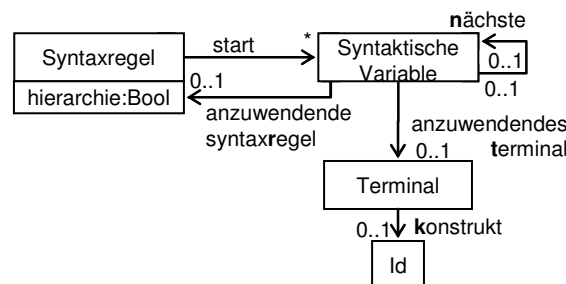 nächste
start
*
Syntaxregel
Syntaktische
Variable
0..1
0..1
0..1
hierarchie:Bool
anzuwendende
syntaxregel
anzuwendendes
0..1
terminal
Terminal
0..1
konstrukt
Id